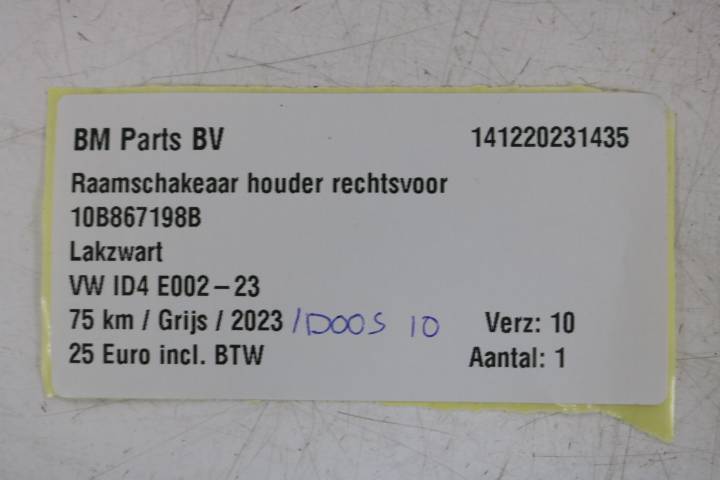 BM Parts BV 141220231435
Raamschakeaar houder rechtsvoor
10B867198B
Lakzwart
VW ID4 E002-23
75 km / Grijs / 2023 /DOOS 10 Verz: 10
25 Euro incl. BTW Aantal: 1